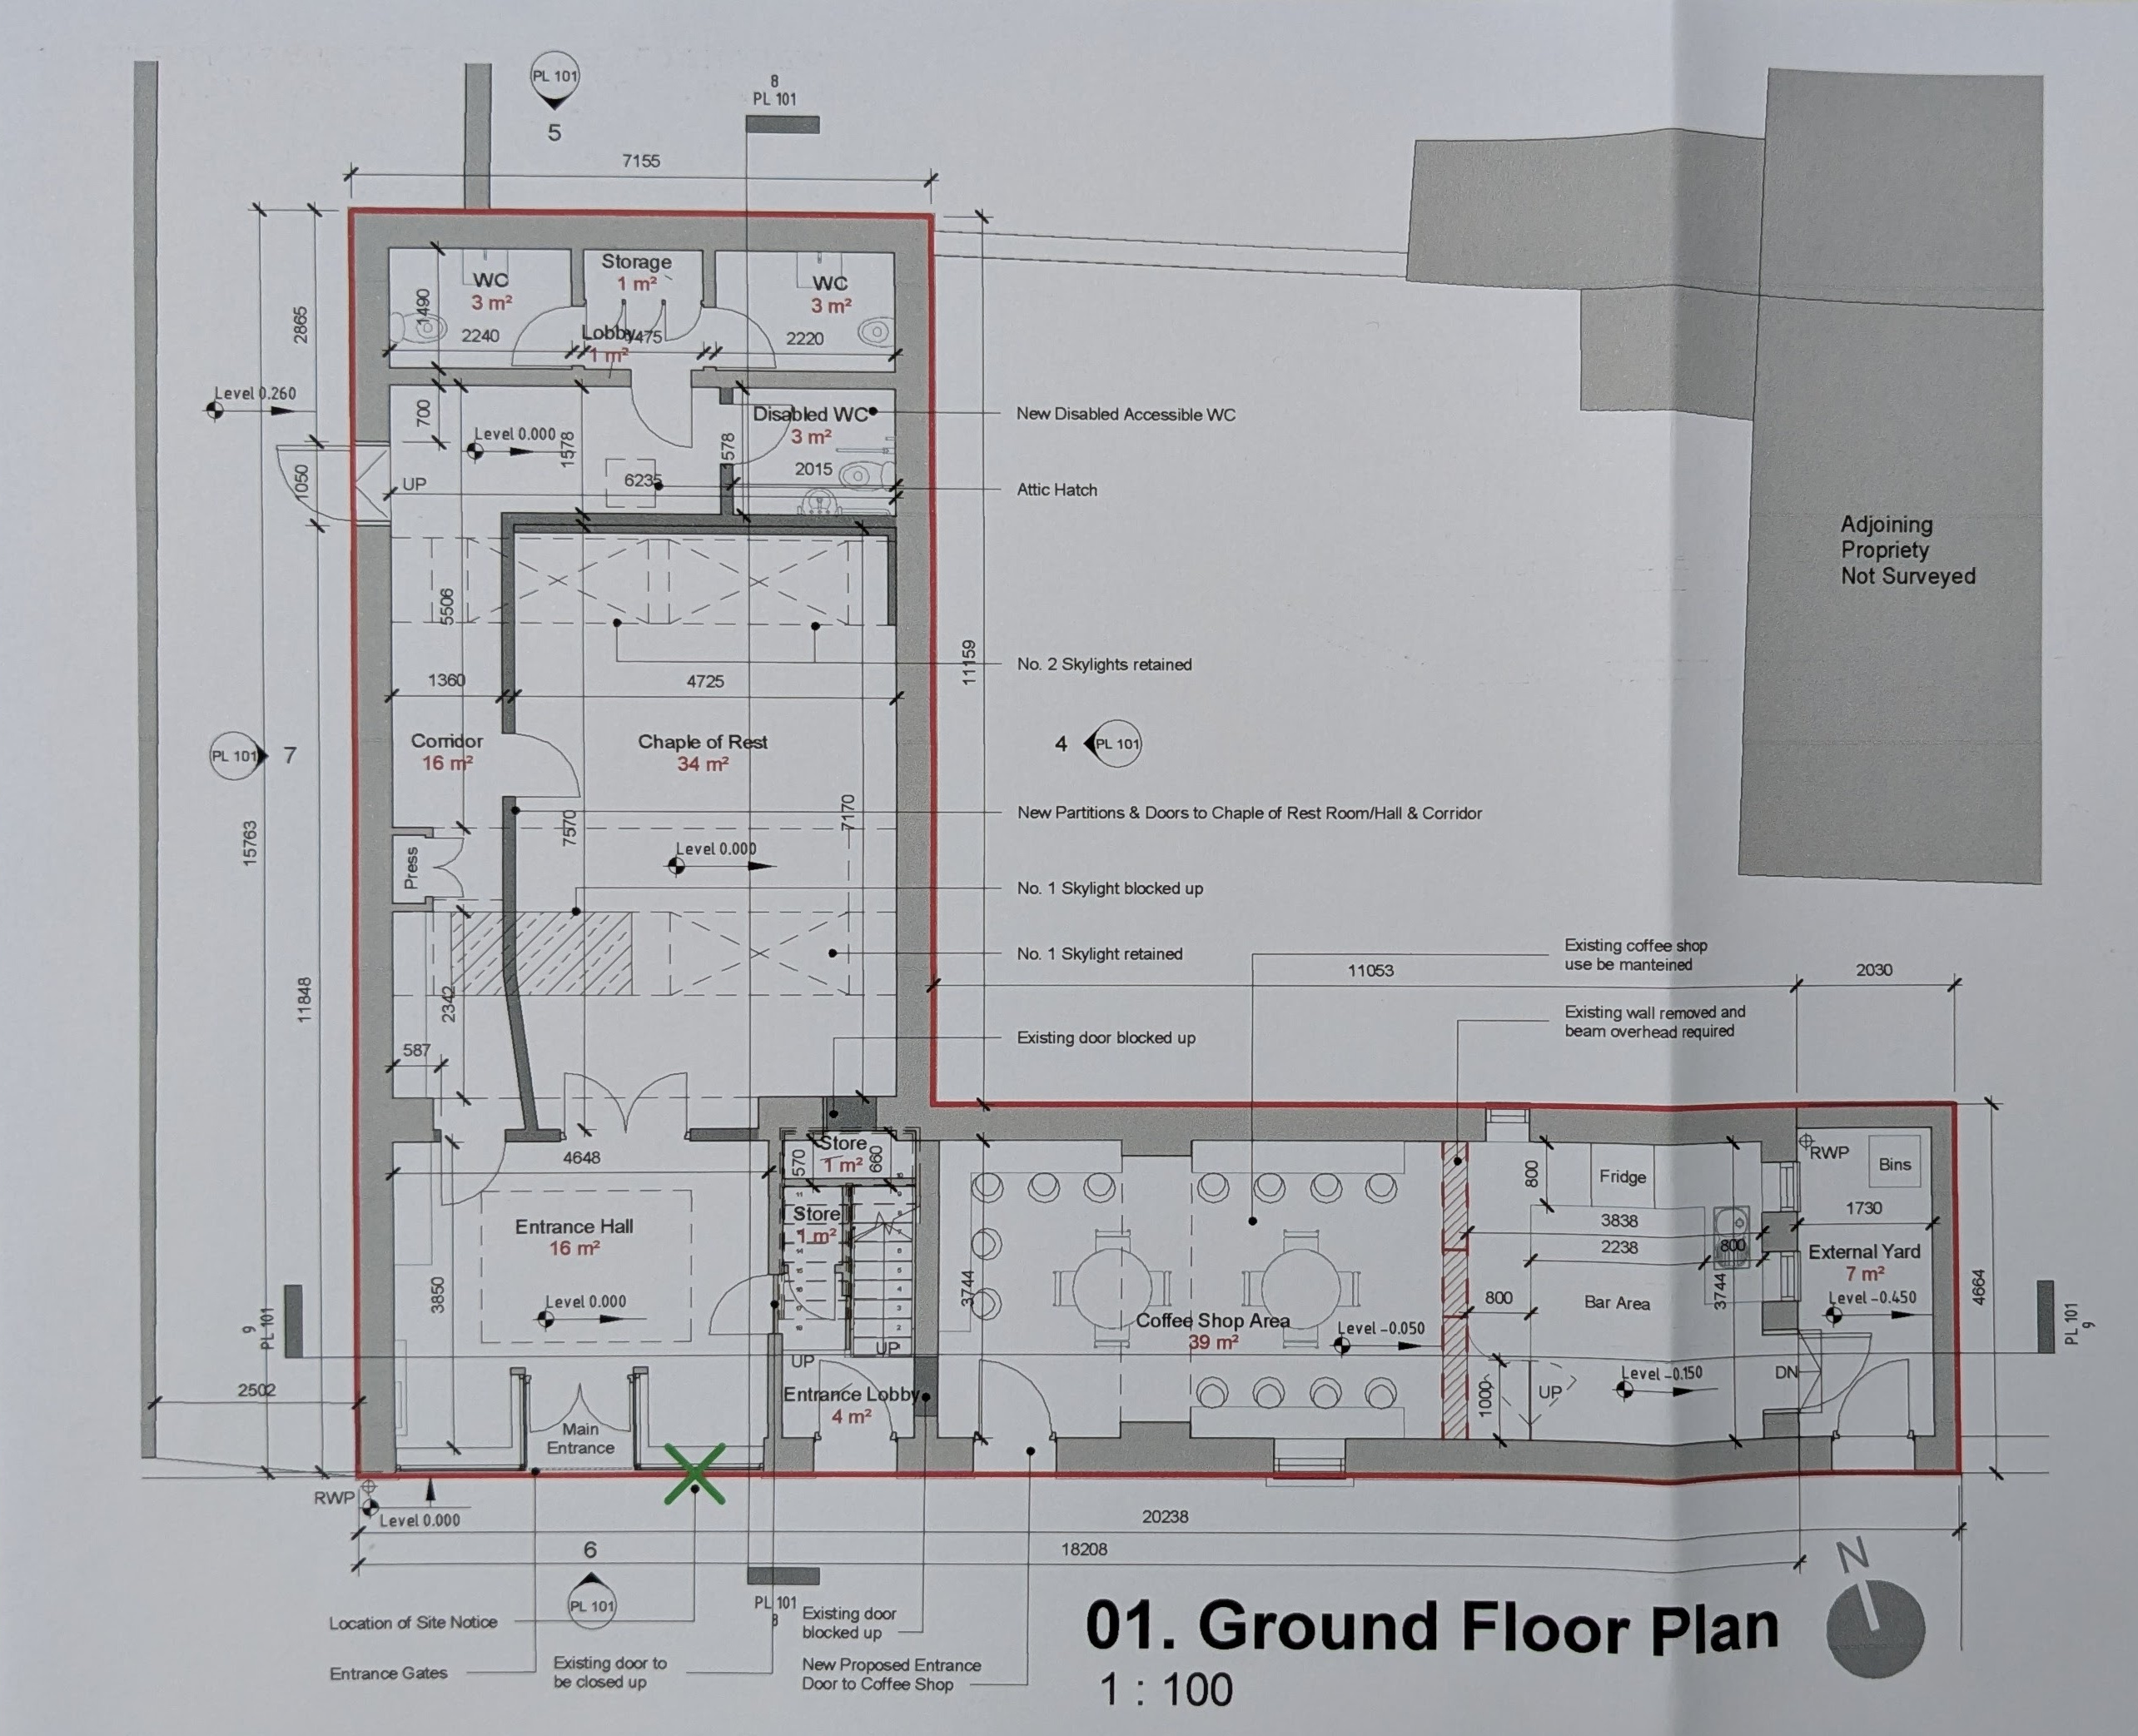 PL 101
5
8
PL 101
7155
WC
3 m²
Storage
1 m²
WC
3 m²
1490
2865
2240
Lobby
1475
2220
1 m²
Level 0.260
700
Level 0.000
1578
1578
Disabled WC
3 m²
New Disabled Accessible WC
1050
UP
6235
2015
Attic Hatch
Adjoining
Propriety
Not Surveyed
5506
11159
No. 2 Skylights retained
1360
4725
PL 101
7
Corridor
16 m²
Chaple of Rest
34 m²
4
PL 101
New Partitions & Doors to Chaple of Rest Room/Hall & Corridor
15763
7570
7170
Level 0.000
Press
No. 1 Skylight blocked up
No. 1 Skylight retained
Existing coffee shop
use be manteined
11053
2030
11848
2342
Existing wall removed and
beam overhead required
587
Existing door blocked up
4648
570
Store
1 m²
660
800
Fridge
RWP
Bins
Store
1 m²
Entrance Hall
16 m²
3838
1730
2238
800
External Yard
7 m²
3850
Level 0.000
3744
800
Bar Area
3744
Level -0.450
4664
9
PL 101
PL 101
9
Coffee Shop Area
39 m²
Level -0.050
UP
UP
2502
Entrance Lobby
4 m²
1000
UP
Level -0.150
DN
Main
Entrance
RWP
Level 0.000
20238
6
18208
PL 101
PL 101
8
Location of Site Notice
Existing door
blocked up
Entrance Gates
Existing door to
be closed up
New Proposed Entrance
Door to Coffee Shop
01. Ground Floor Plan
1 : 100
N